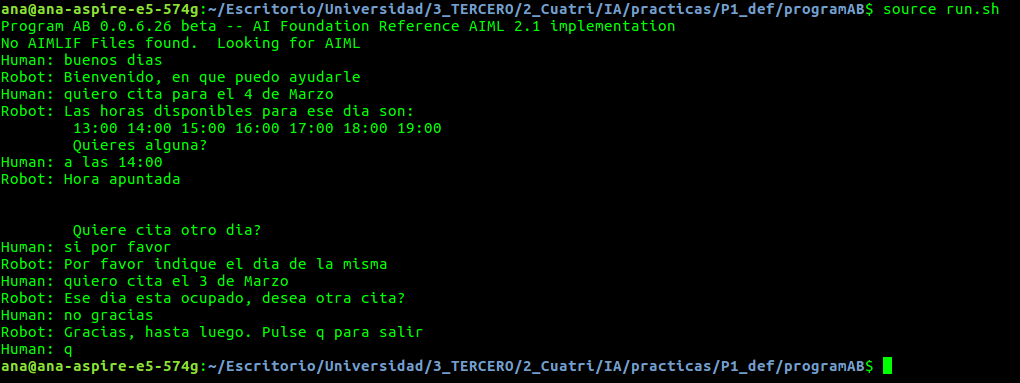 ana@ana-aspire-e5-574g:~/Escritorio/Universidad/3_TERCERO/2_Cuatri/IA/practicas/P1_def/programAB$ source run.sh
Program AB 0.0.6.26 beta -- AI Foundation Reference AIML 2.1 implementation
No AIMLIF Files found.  Looking for AIML
Human: buenos dias
Robot: Bienvenido, en que puedo ayudarle
Human: quiero cita para el 4 de Marzo
Robot: Las horas disponibles para ese dia son:
13:00 14:00 15:00 16:00 17:00 18:00 19:00
Quieres alguna?
Human: a las 14:00
Robot: Hora apuntada
Quiere cita otro dia?
Human: si por favor
Robot: Por favor indique el dia de la misma
Human: quiero cita el 3 de Marzo
Robot: Ese dia esta ocupado, desea otra cita?
Human: no gracias
Robot: Gracias, hasta luego. Pulse q para salir
Human: q
ana@ana-aspire-e5-574g:~/Escritorio/Universidad/3_TERCERO/2_Cuatri/IA/practicas/P1_def/programAB$